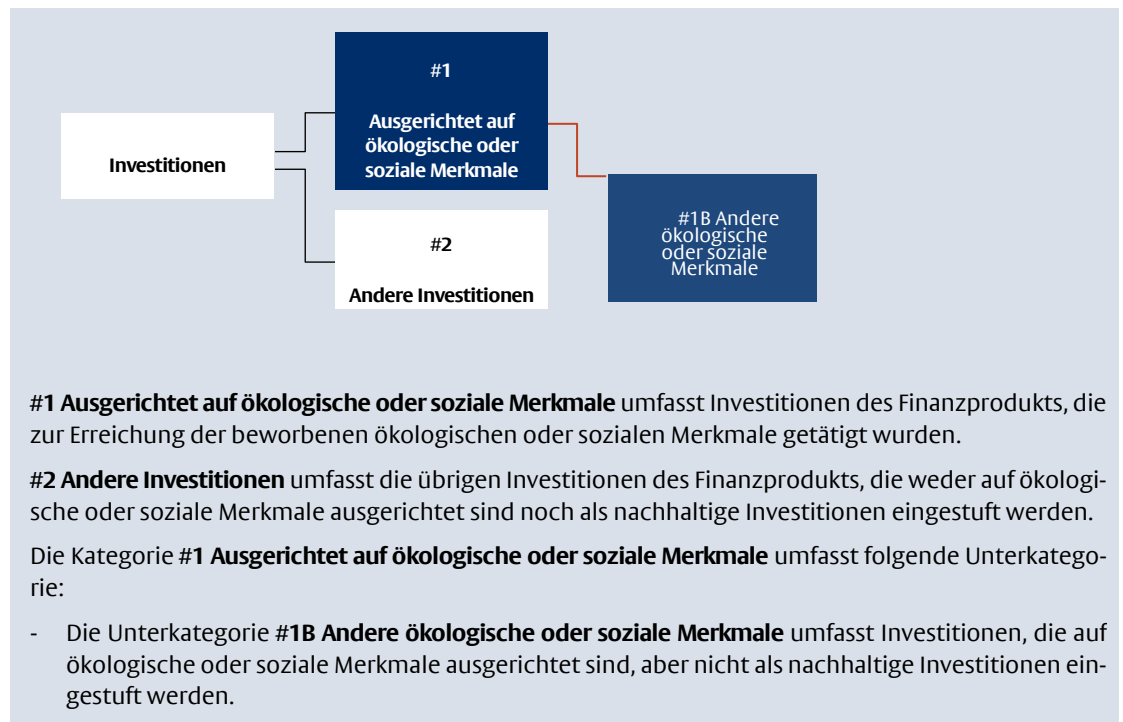 #1
Ausgerichtet auf
ökologische oder
soziale Merkmale
Investitionen
#2
Andere Investitionen
#1B Andere
ökologische
oder soziale
Merkmale
#1 Ausgerichtet auf ökologische oder soziale Merkmale umfasst Investitionen des Finanzprodukts, die
zur Erreichung der beworbenen ökologischen oder sozialen Merkmale getätigt wurden.
#2 Andere Investitionen umfasst die übrigen Investitionen des Finanzprodukts, die weder auf ökologi-
sche oder soziale Merkmale ausgerichtet sind noch als nachhaltige Investitionen eingestuft werden.
Die Kategorie #1 Ausgerichtet auf ökologische oder soziale Merkmale umfasst folgende Unterkatego-
rie:
- Die Unterkategorie #1B Andere ökologische oder soziale Merkmale umfasst Investitionen, die auf
ökologische oder soziale Merkmale ausgerichtet sind, aber nicht als nachhaltige Investitionen ein-
gestuft werden.